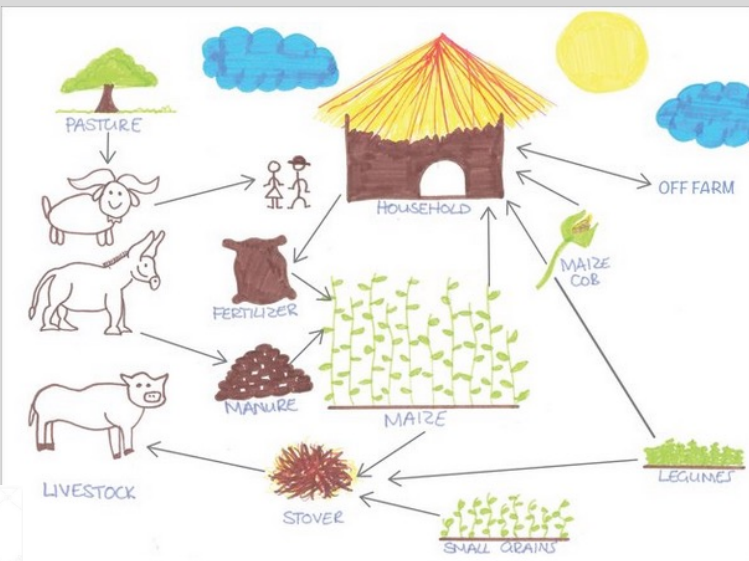 PASTURE
HOUSEHOLD
OFF FARM
MAIZE
COB
FERTILIZER
MANURE
MAIZE
LEGUMES
LIVESTOCK
STOVER
SMALL GRAINS